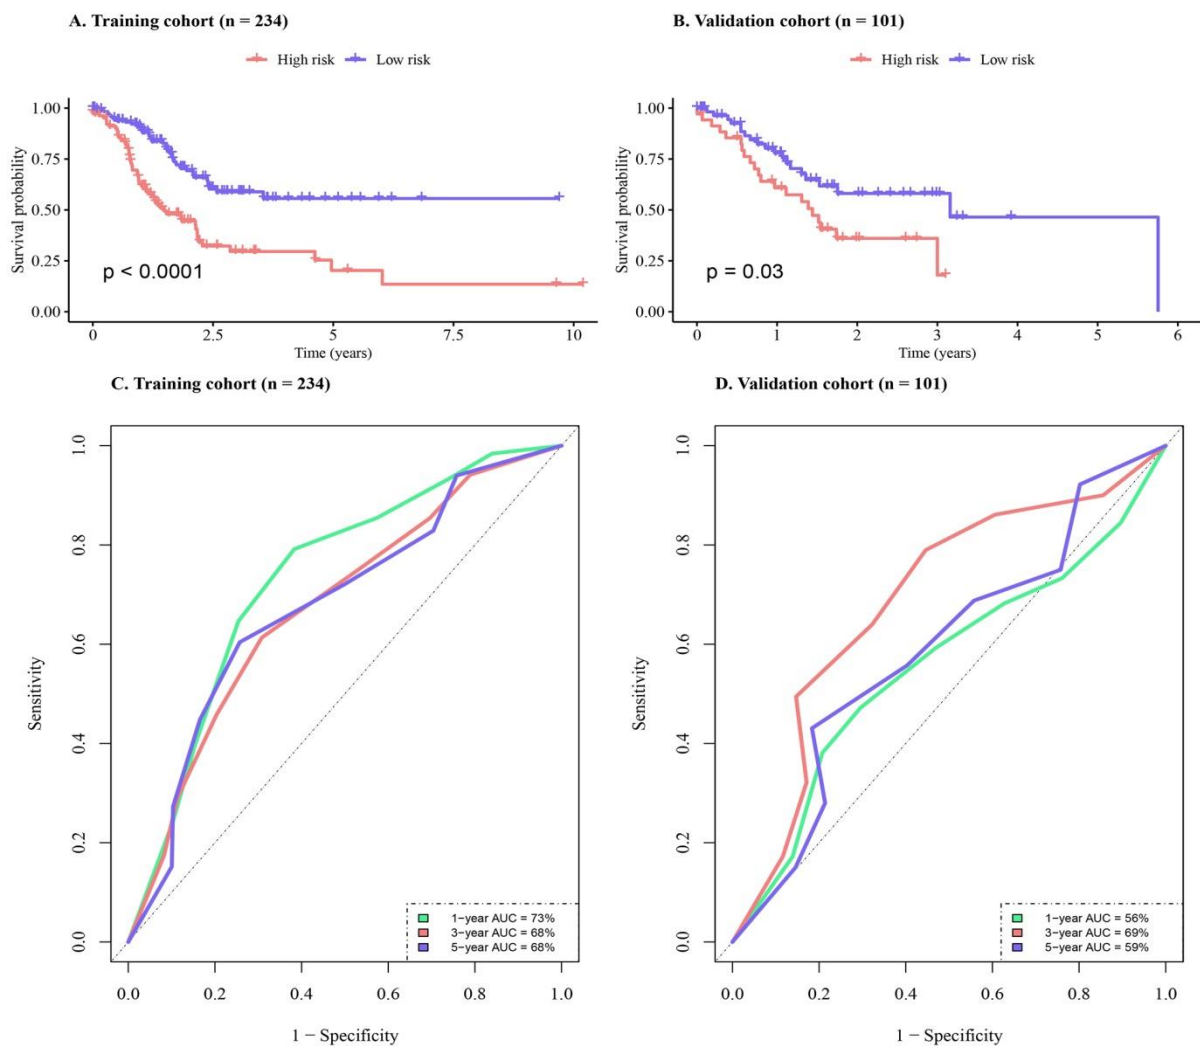 A. Training cohort (n = 234)
B. Validation cohort (n = 101)
High risk Low risk
High risk Low risk
Survival probability
1.00
0.75
0.50
0.25
0.00
p < 0.0001
0 2.5 5 7.5 10
Time (years)
Survival probability
1.00
0.75
0.50
0.25
0.00
p = 0.03
0 1 2 3 4 5 6
Time (years)
C. Training cohort (n = 234)
D. Validation cohort (n = 101)
Sensitivity
1.0
0.8
0.6
0.4
0.2
0.0
1−year AUC = 73%
3−year AUC = 68%
5−year AUC = 68%
0.0 0.2 0.4 0.6 0.8 1.0
1 − Specificity
Sensitivity
1.0
0.8
0.6
0.4
0.2
0.0
1−year AUC = 56%
3−year AUC = 69%
5−year AUC = 59%
0.0 0.2 0.4 0.6 0.8 1.0
1 − Specificity